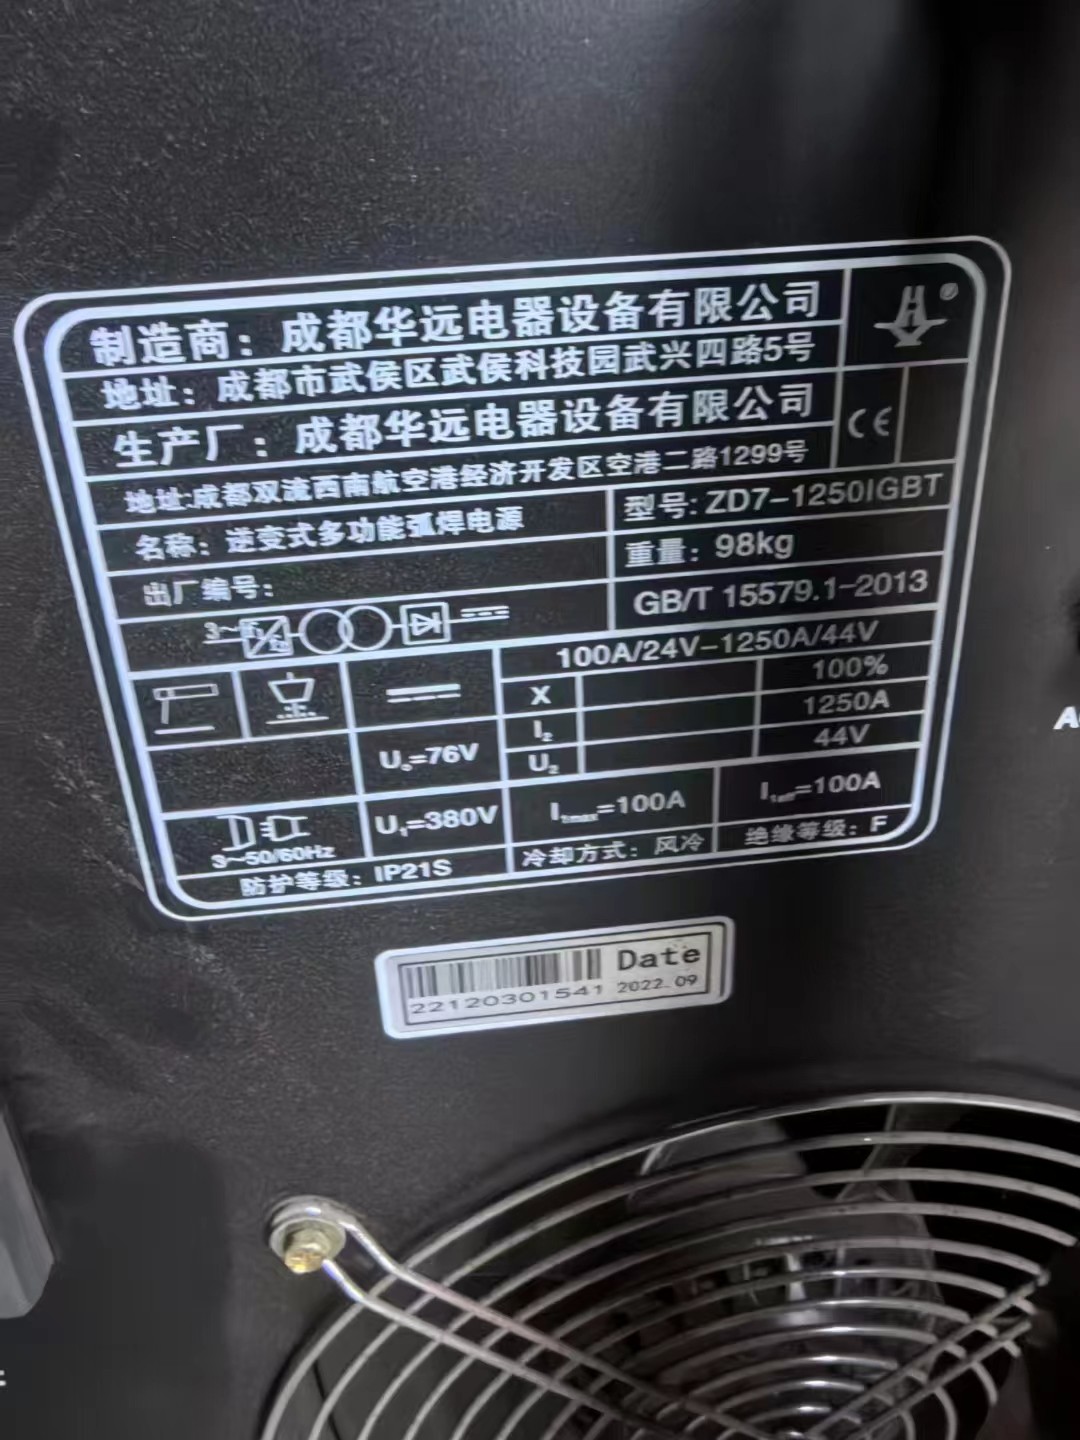 制造商：成都华远电器设备有限公司
地址：成都市武侯区武侯科技园武兴四路5号
生产厂：成都华远电器设备有限公司
CE
地址:成都双流西南航空港经济开发区空港二路1299号
名称：逆变式多功能弧焊电源
型号: ZD7-1250IGBT
重量：98kg
出厂编号：
GB/T 15579.1-2013
3~
100A/24V-1250A/44V
X 100%
I₂ 1250A
U₀=76V
U₂ 44V
3~50/60Hz
U₁=380V
I₁max=100A
I₁eff=100A
防护等级：IP21S
冷却方式：风冷
绝缘等级：F
Date
22120301541 2022.09